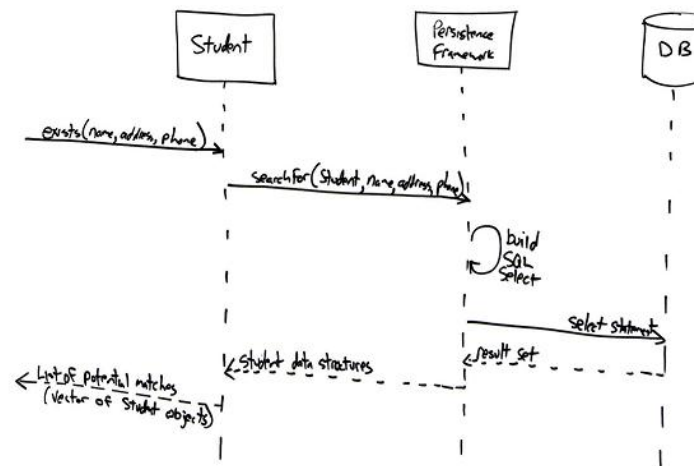 Student
Persistence
Framework
DB
exists(name, address, phone)
searchFor(Student, name, address, phone)
build
SQL
Select
select statement
result set
Student data structures
List of potential matches
(vector of Student objects)